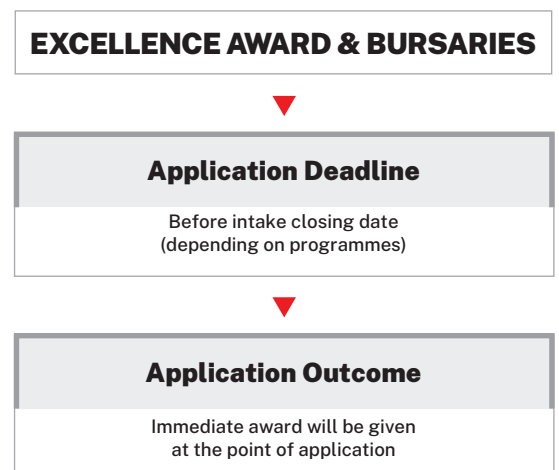 EXCELLENCE AWARD & BURSARIES
Application Deadline
Before intake closing date
(depending on programmes)
Application Outcome
Immediate award will be given
at the point of application